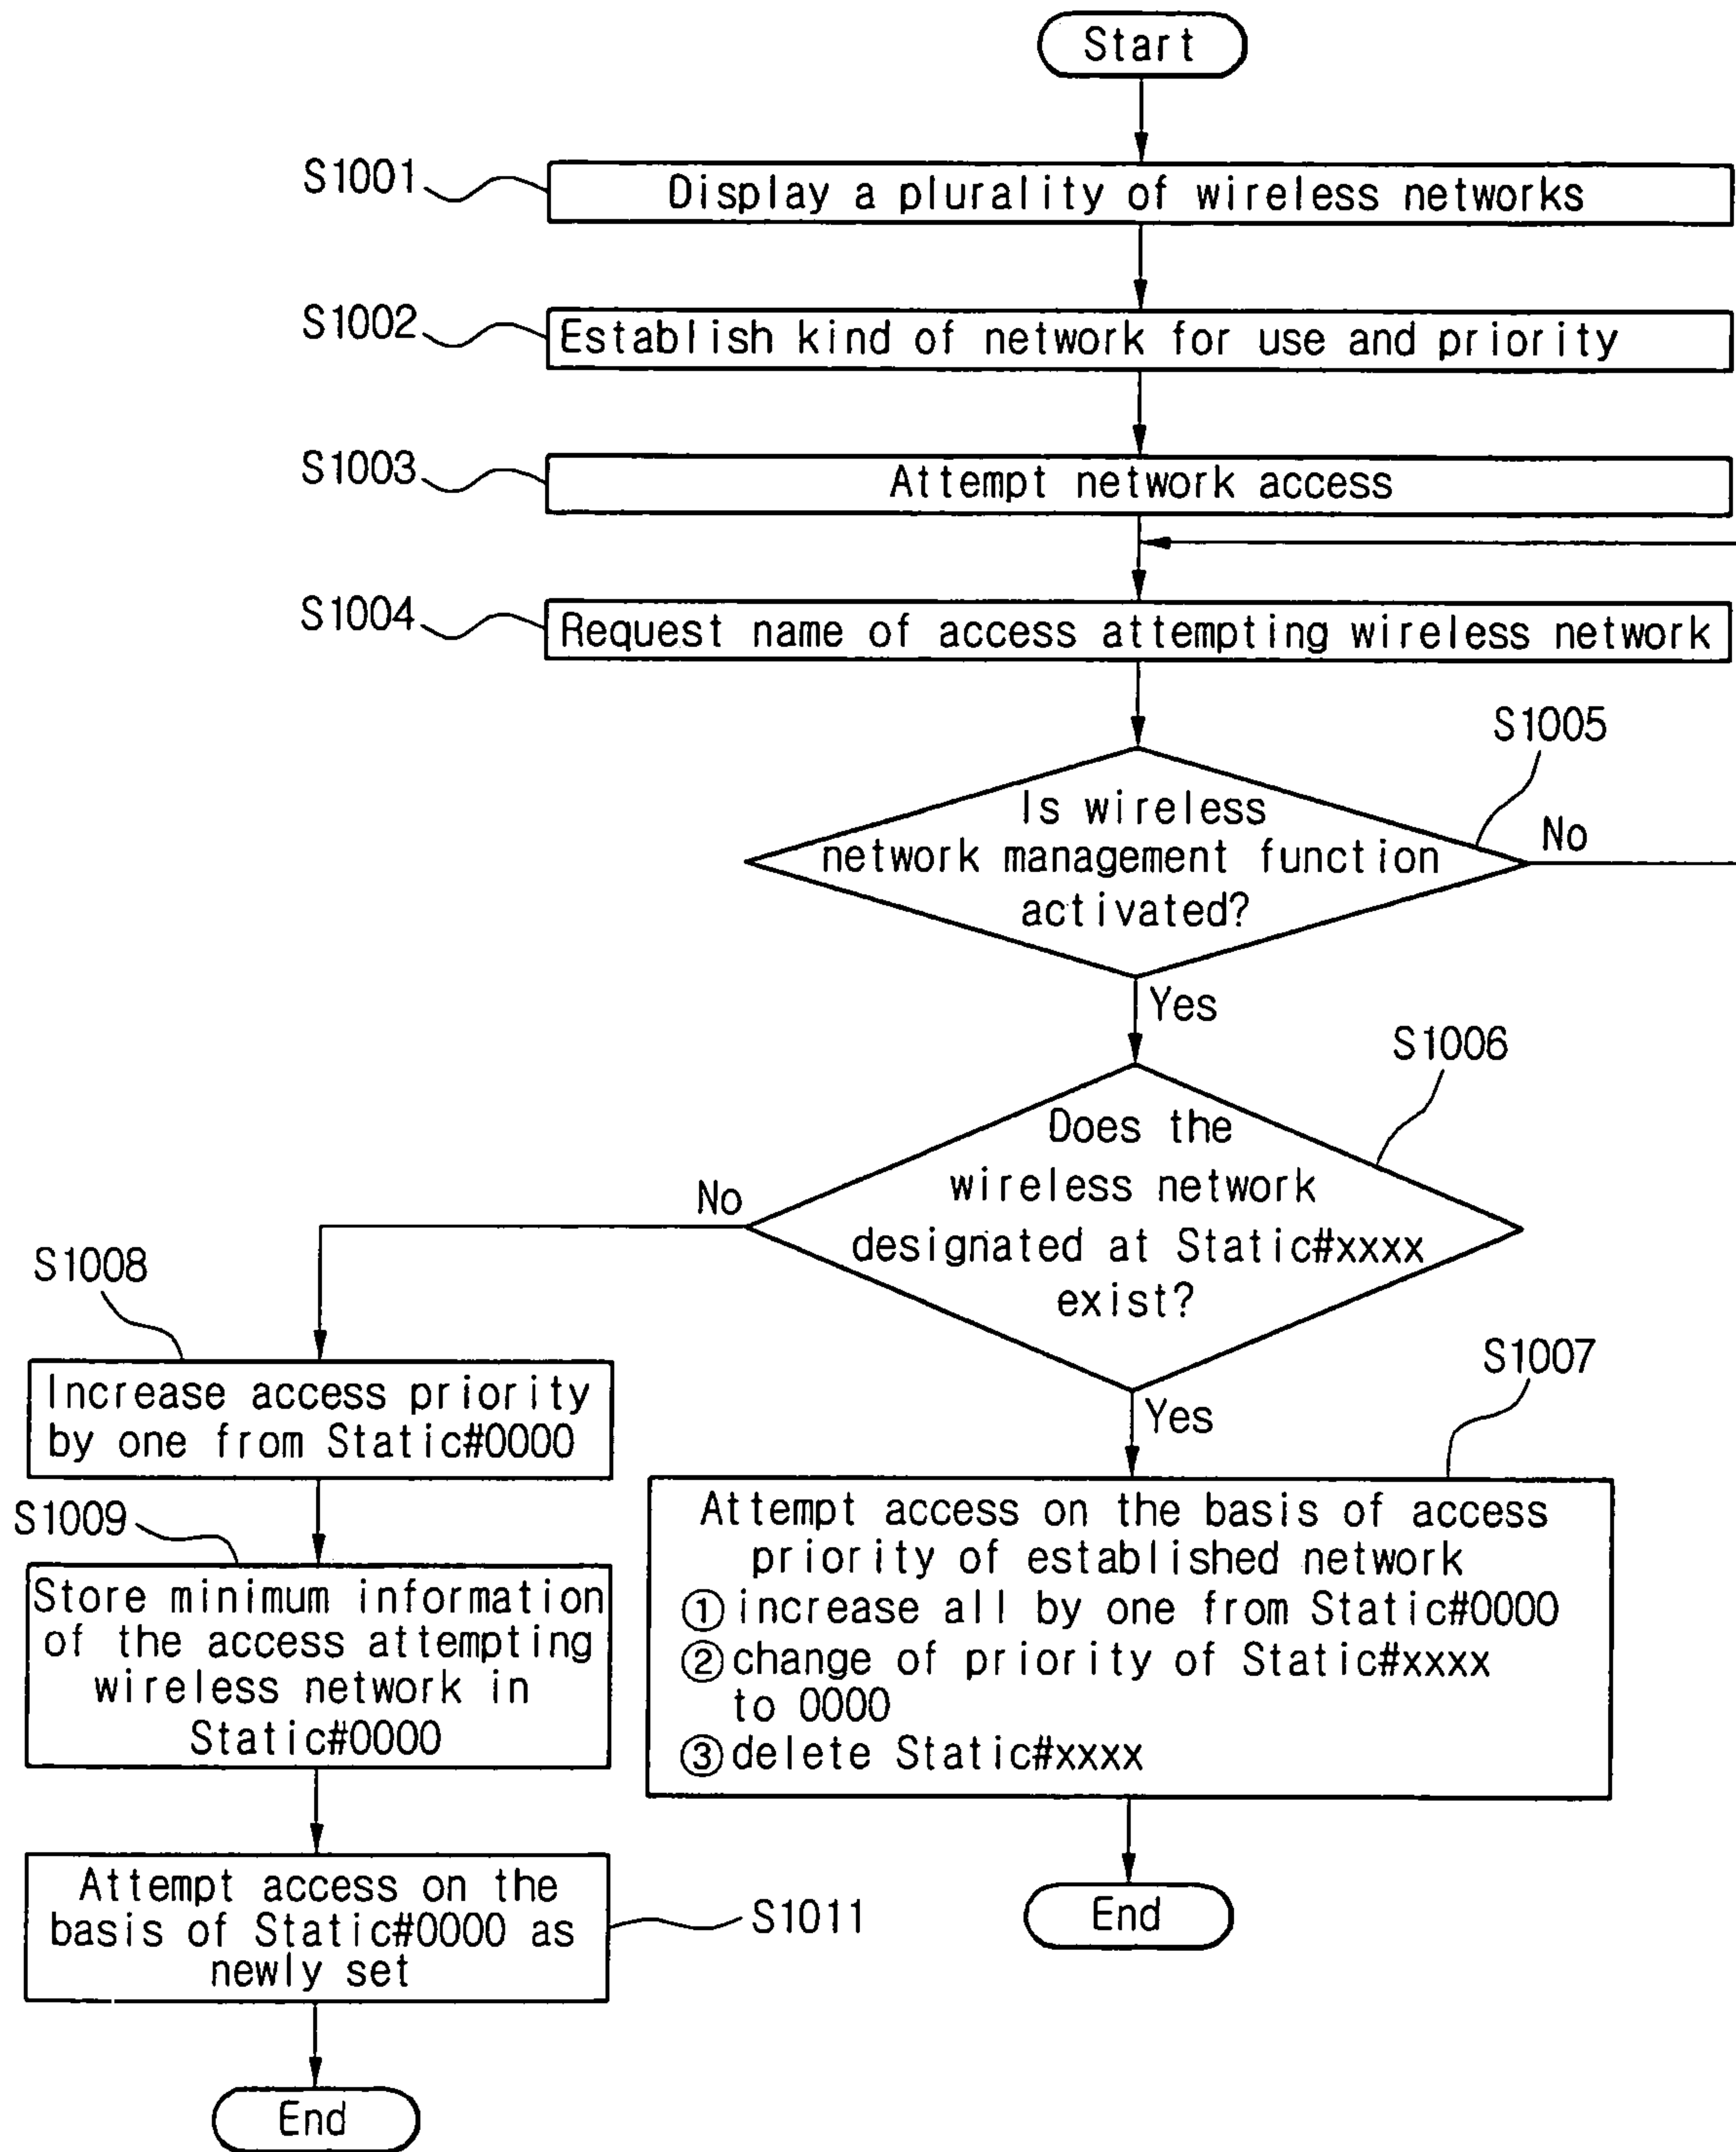 Start
S1001
Display a plurality of wireless networks
S1002
Establish kind of network for use and priority
S1003
Attempt network access
S1004
Request name of access attempting wireless network
S1005
Is wireless
network management function
activated?
No
Yes
S1006
Does the
wireless network
designated at Static#xxxx
exist?
No
Yes
S1008
Increase access priority
by one from Static#0000
S1009
Store minimum information
of the access attempting
wireless network in
Static#0000
Attempt access on the
basis of Static#0000 as
newly set
S1011
End
S1007
Attempt access on the basis of access
priority of established network
① increase all by one from Static#0000
② change of priority of Static#xxxx
to 0000
③ delete Static#xxxx
End